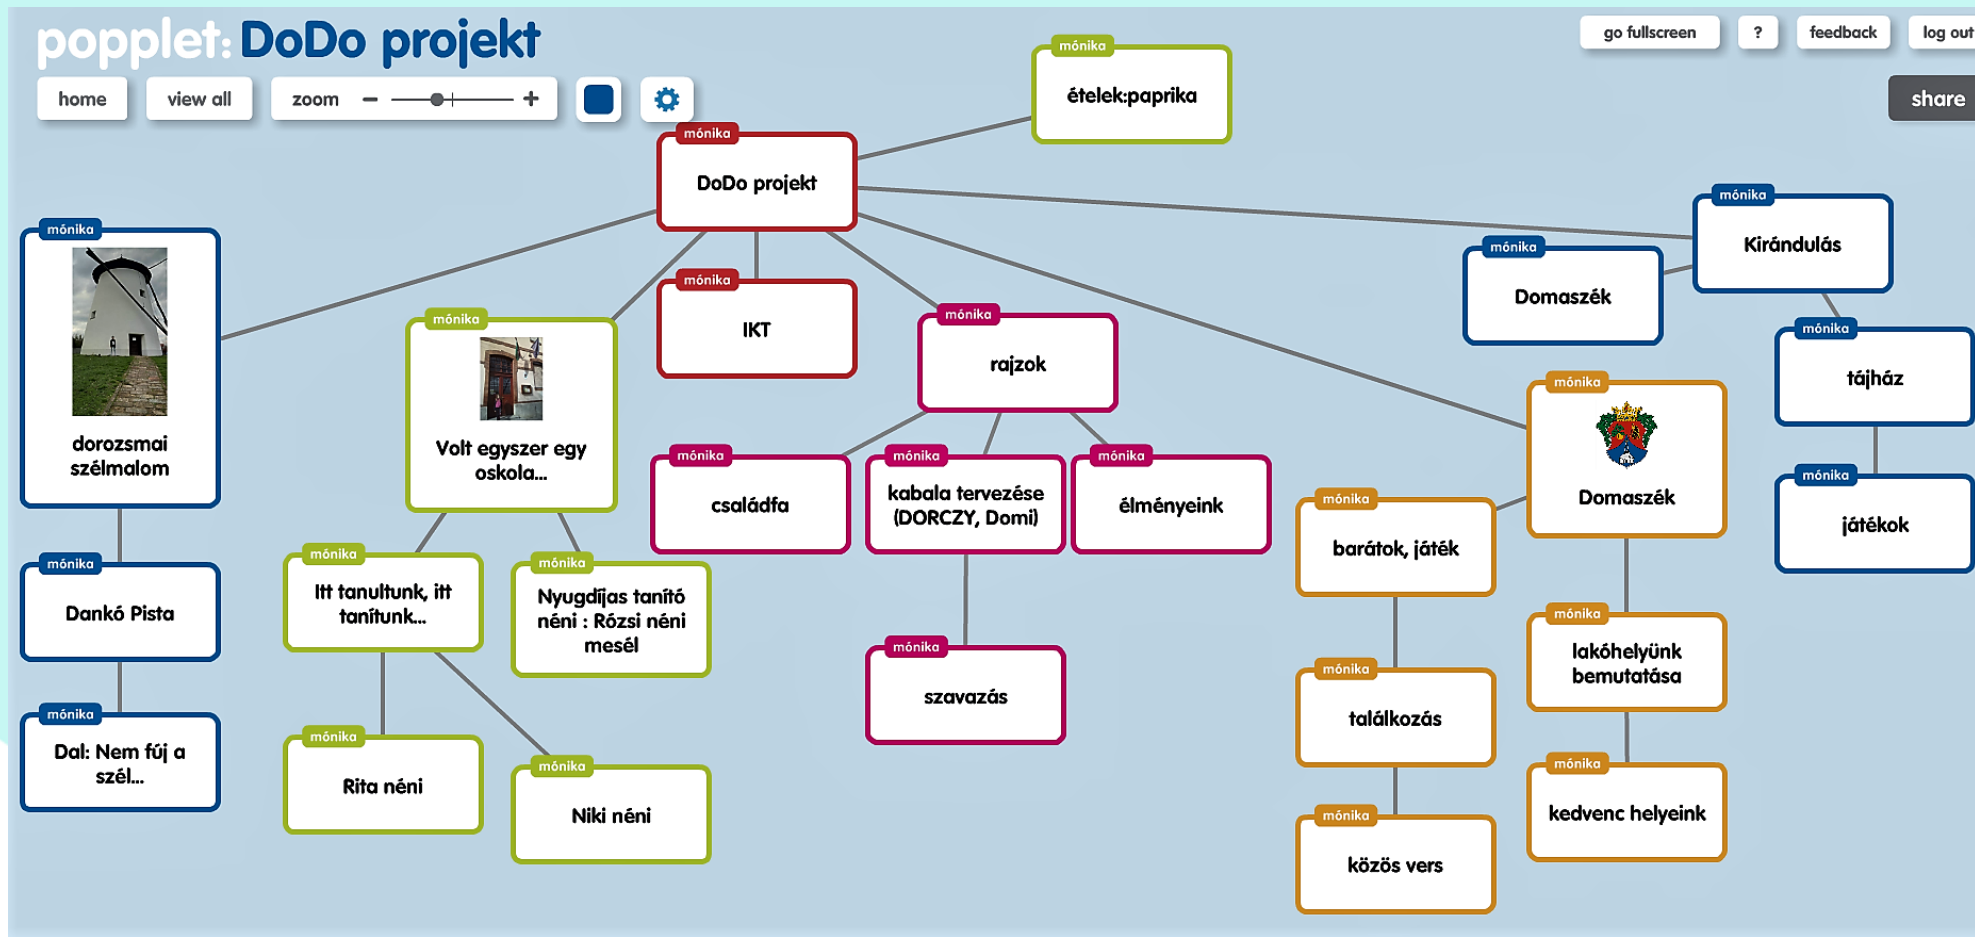 popplet: DoDo projekt
go fullscreen
?
feedback
log out
home
view all
zoom
share
mónika
ételek:paprika
mónika
DoDo projekt
mónika
Kirándulás
mónika
Domaszék
mónika
tájház
mónika
játékok
mónika
dorozsmai
szélmalom
mónika
Dankó Pista
mónika
Dal: Nem fúj a
szél...
mónika
Volt egyszer egy
oskola...
mónika
Itt tanultunk, itt
tanítunk...
mónika
Nyugdíjas tanító
néni : Rózsi néni
mesél
mónika
Rita néni
mónika
Niki néni
mónika
IKT
mónika
rajzok
mónika
családfa
mónika
kabala tervezése
(DORCZY, Domi)
mónika
élményeink
mónika
szavazás
mónika
Domaszék
mónika
barátok, játék
mónika
találkozás
mónika
közös vers
mónika
lakóhelyünk
bemutatása
mónika
kedvenc helyeink